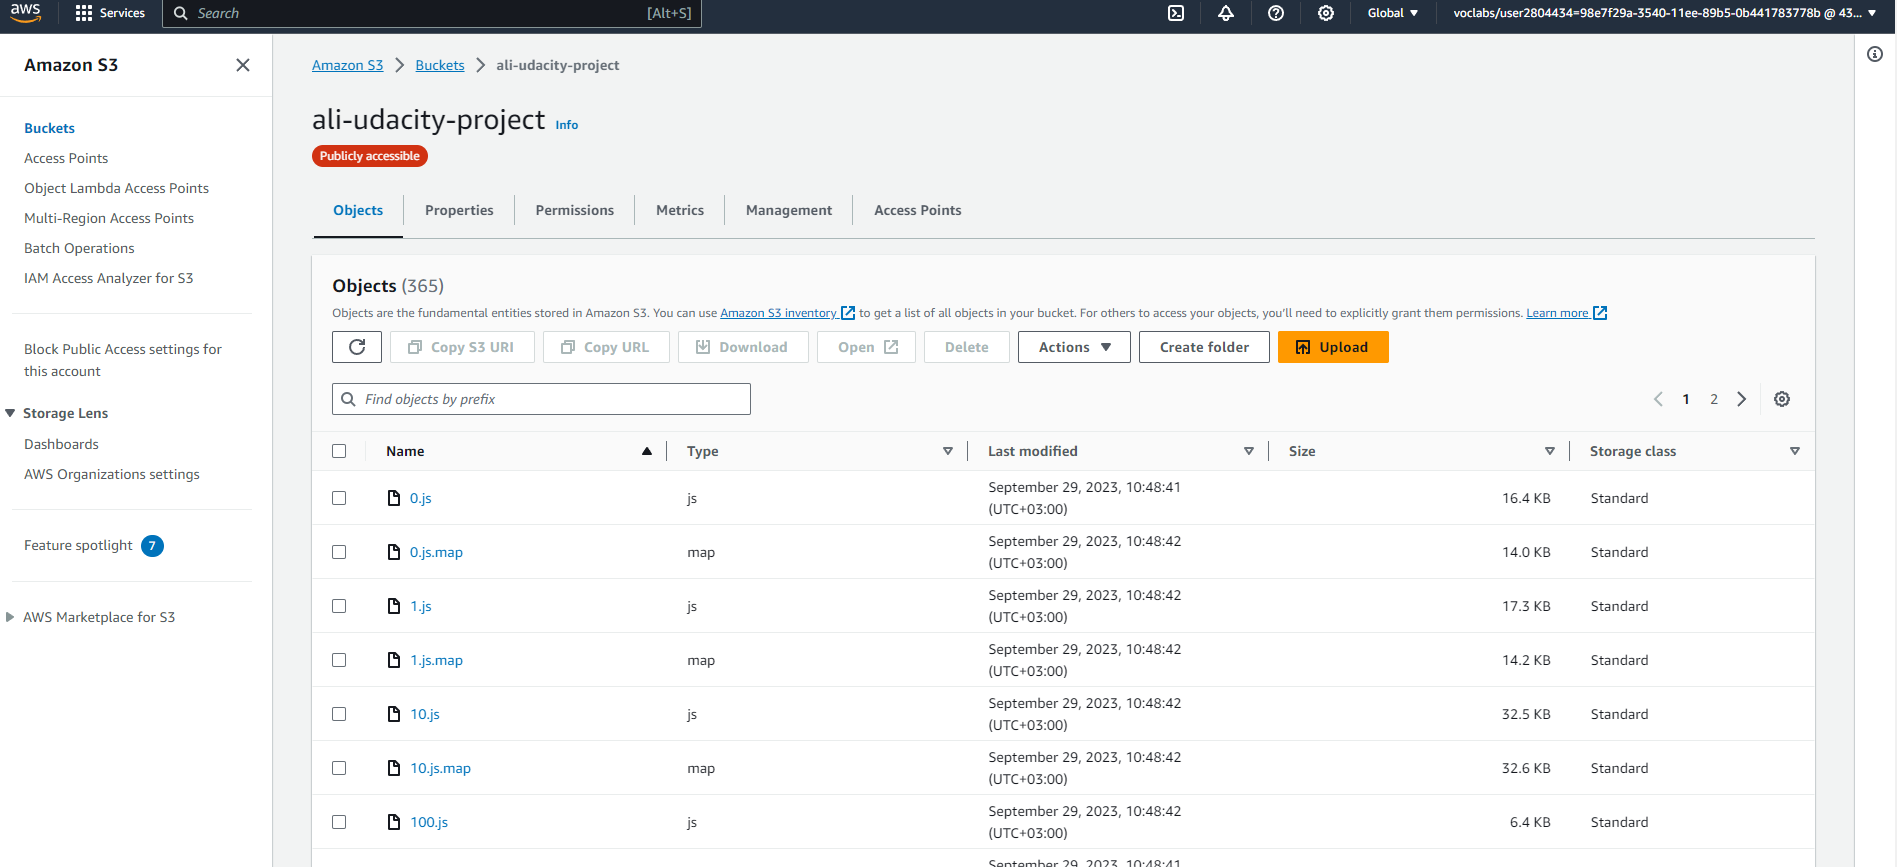 aws
Services
Search
[Alt+S]
Global
voclabs/user2804434=98e7f29a-3540-11ee-89b5-0b441783778b @ 43...
Amazon S3
Buckets
Access Points
Object Lambda Access Points
Multi-Region Access Points
Batch Operations
IAM Access Analyzer for S3
Block Public Access settings for
this account
Storage Lens
Dashboards
AWS Organizations settings
Feature spotlight 7
AWS Marketplace for S3
Amazon S3 > Buckets > ali-udacity-project
ali-udacity-project Info
Publicly accessible
Objects Properties Permissions Metrics Management Access Points
Objects (365)
Objects are the fundamental entities stored in Amazon S3. You can use Amazon S3 inventory to get a list of all objects in your bucket. For others to access your objects, you'll need to explicitly grant them permissions. Learn more
Copy S3 URI Copy URL Download Open Delete Actions Create folder Upload
Find objects by prefix
1 2
Name Type Last modified Size Storage class
0.js js September 29, 2023, 10:48:41 (UTC+03:00) 16.4 KB Standard
0.js.map map September 29, 2023, 10:48:42 (UTC+03:00) 14.0 KB Standard
1.js js September 29, 2023, 10:48:42 (UTC+03:00) 17.3 KB Standard
1.js.map map September 29, 2023, 10:48:42 (UTC+03:00) 14.2 KB Standard
10.js js September 29, 2023, 10:48:42 (UTC+03:00) 32.5 KB Standard
10.js.map map September 29, 2023, 10:48:42 (UTC+03:00) 32.6 KB Standard
100.js js September 29, 2023, 10:48:42 (UTC+03:00) 6.4 KB Standard
September 29, 2023, 10:48:41